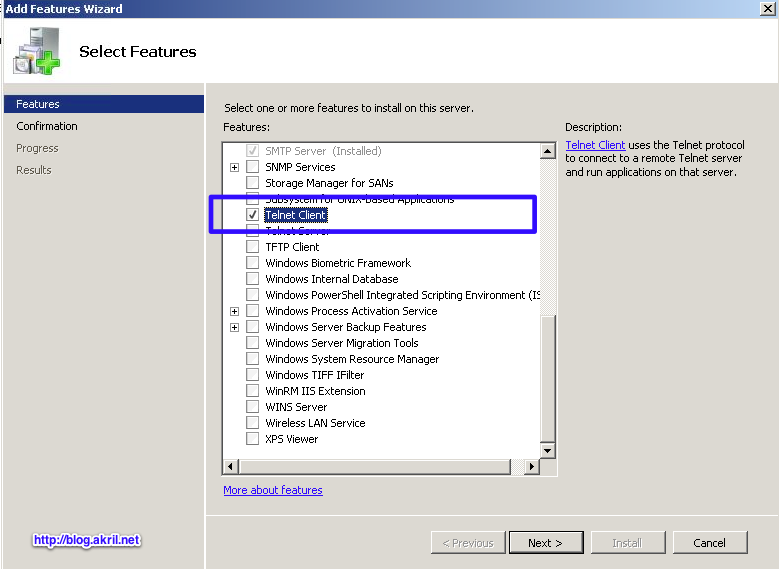 Add Features Wizard
Select Features
Features
Confirmation
Progress
Results
Select one or more features to install on this server.
Features:
SMTP Server (Installed)
SNMP Services
Storage Manager for SANs
Subsystem for UNIX-based Applications
Telnet Client
Telnet Server
TFTP Client
Windows Biometric Framework
Windows Internal Database
Windows PowerShell Integrated Scripting Environment (IS
Windows Process Activation Service
Windows Server Backup Features
Windows Server Migration Tools
Windows System Resource Manager
Windows TIFF IFilter
WinRM IIS Extension
WINS Server
Wireless LAN Service
XPS Viewer
More about features
Description:
Telnet Client uses the Telnet protocol
to connect to a remote Telnet server
and run applications on that server.
http://blog.akril.net
< Previous
Next >
Install
Cancel